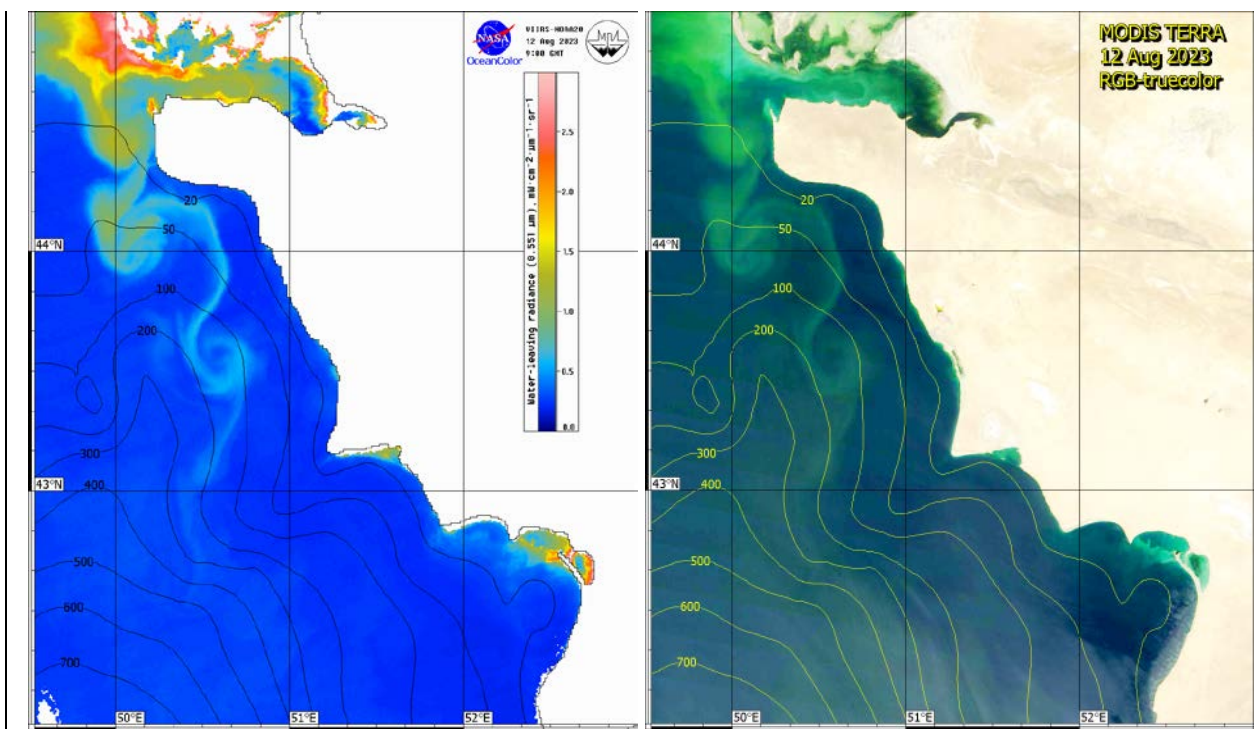 NASA
OceanColor
VIIRS-NOAA20
12 Aug 2023
9:00 GMT
Water-leaving radiance (0.551 μm), mW·cm⁻²·μm⁻¹·sr⁻¹
2.5
2.0
1.5
1.0
0.5
0.0
20
50
44°N
100
200
300
43°N
400
500
600
700
50°E
51°E
52°E
MODIS TERRA
12 Aug 2023
RGB-truecolor
20
50
44°N
100
200
300
43°N
400
500
600
700
50°E
51°E
52°E